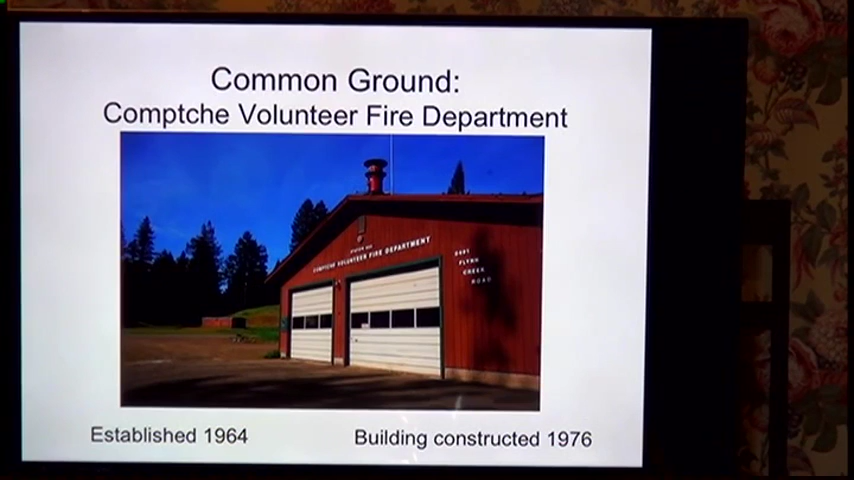 Common Ground:
Comptche Volunteer Fire Department
COMPTCHE VOLUNTEER FIRE DEPARTMENT
FLYNN
CREEK
ROAD
Established 1964
Building constructed 1976